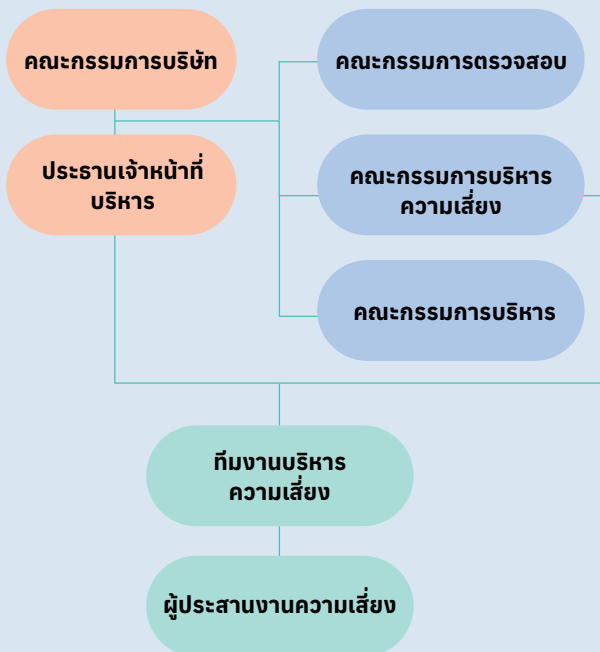 คณะกรรมการบริษัท
คณะกรรมการตรวจสอบ
ประธานเจ้าหน้าที่
บริหาร
คณะกรรมการบริหาร
ความเสี่ยง
คณะกรรมการบริหาร
ทีมงานบริหาร
ความเสี่ยง
ผู้ประสานงานความเสี่ยง